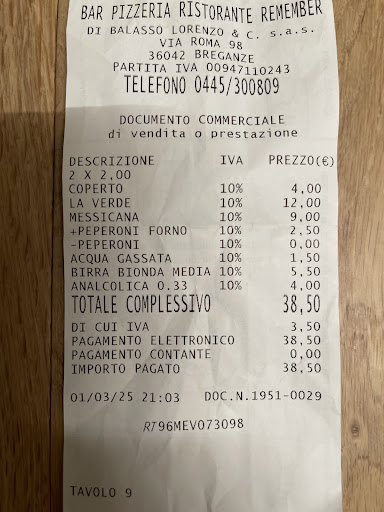 BAR PIZZERIA RISTORANTE REMEMBER
DI BALASSO LORENZO & C. s.a.s.
VIA ROMA 98
36042 BREGANZE
PARTITA IVA 00947110243
TELEFONO 0445/300809
DOCUMENTO COMMERCIALE
di vendita o prestazione
DESCRIZIONE IVA PREZZO(€)
2 X 2,00
COPERTO 10% 4,00
LA VERDE 10% 12,00
MESSICANA 10% 9,00
+PEPERONI FORNO 10% 2,50
-PEPERONI 10% 0,00
ACQUA GASSATA 10% 1,50
BIRRA BIONDA MEDIA 10% 5,50
ANALCOLICA 0.33 10% 4,00
TOTALE COMPLESSIVO 38,50
DI CUI IVA 3,50
PAGAMENTO ELETTRONICO 38,50
PAGAMENTO CONTANTE 0,00
IMPORTO PAGATO 38,50
01/03/25 21:03 DOC.N.1951-0029
RT96MEV073098
TAVOLO 9